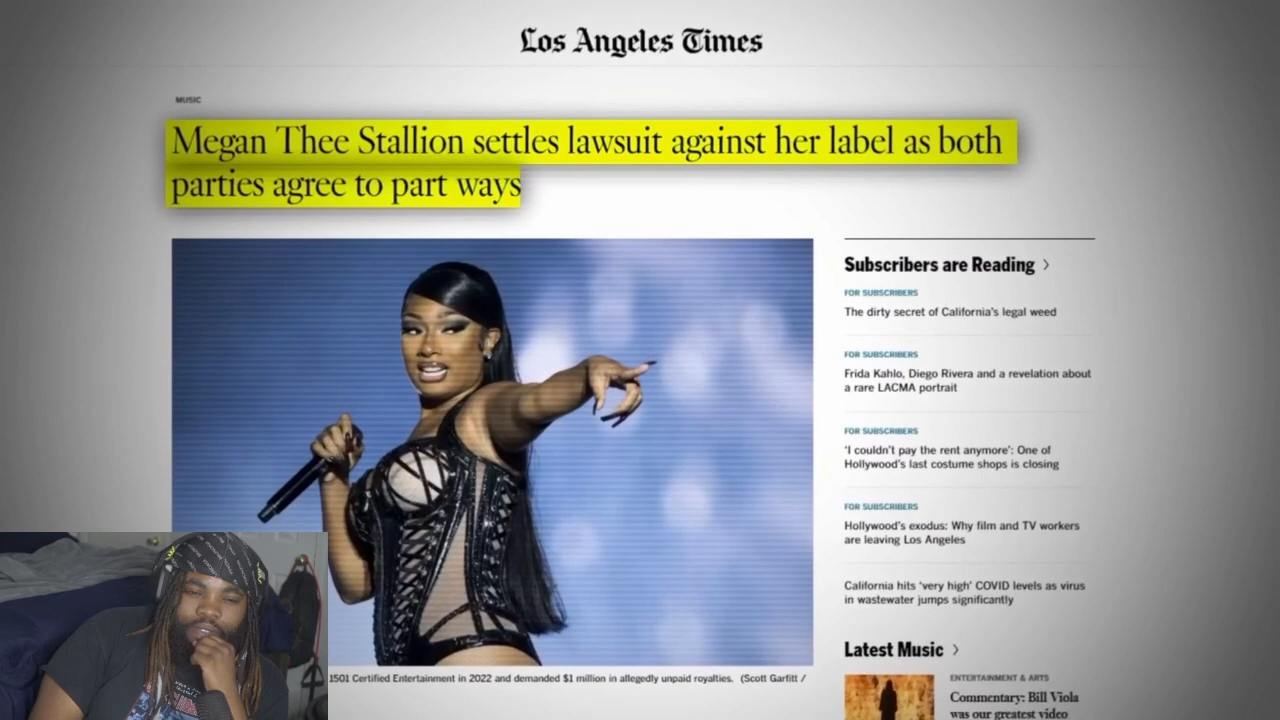 Los Angeles Times
MUSIC
Megan Thee Stallion settles lawsuit against her label as both
parties agree to part ways
Subscribers are Reading
FOR SUBSCRIBERS
The dirty secret of California's legal weed
FOR SUBSCRIBERS
Frida Kahlo, Diego Rivera and a revelation about
a rare LACMA portrait
FOR SUBSCRIBERS
'I couldn't pay the rent anymore': One of
Hollywood's last costume shops is closing
FOR SUBSCRIBERS
Hollywood's exodus: Why film and TV workers
are leaving Los Angeles
California hits 'very high' COVID levels as virus
in wastewater jumps significantly
Latest Music
1501 Certified Entertainment in 2022 and demanded $1 million in allegedly unpaid royalties. (Scott Garfitt /
ENTERTAINMENT & ARTS
Commentary: Bill Viola
was our greatest video